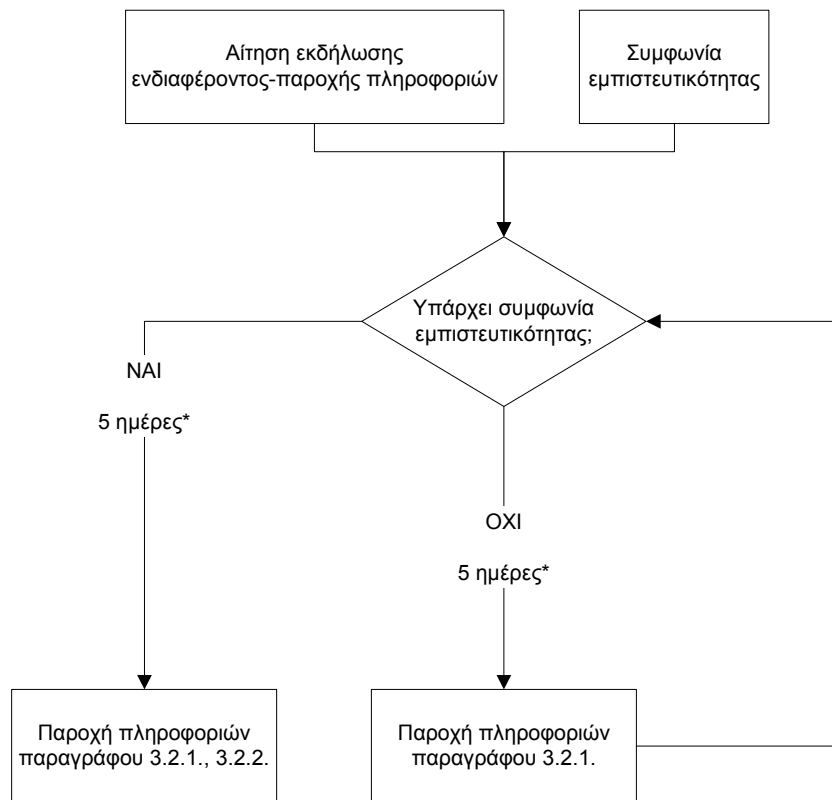 Αίτηση εκδήλωσης
ενδιαφέροντος-παροχής πληροφοριών
Συμφωνία
εμπιστευτικότητας
Υπάρχει συμφωνία
εμπιστευτικότητας;
ΝΑΙ
5 ημέρες*
ΟΧΙ
5 ημέρες*
Παροχή πληροφοριών
παραγράφου 3.2.1., 3.2.2.
Παροχή πληροφοριών
παραγράφου 3.2.1.